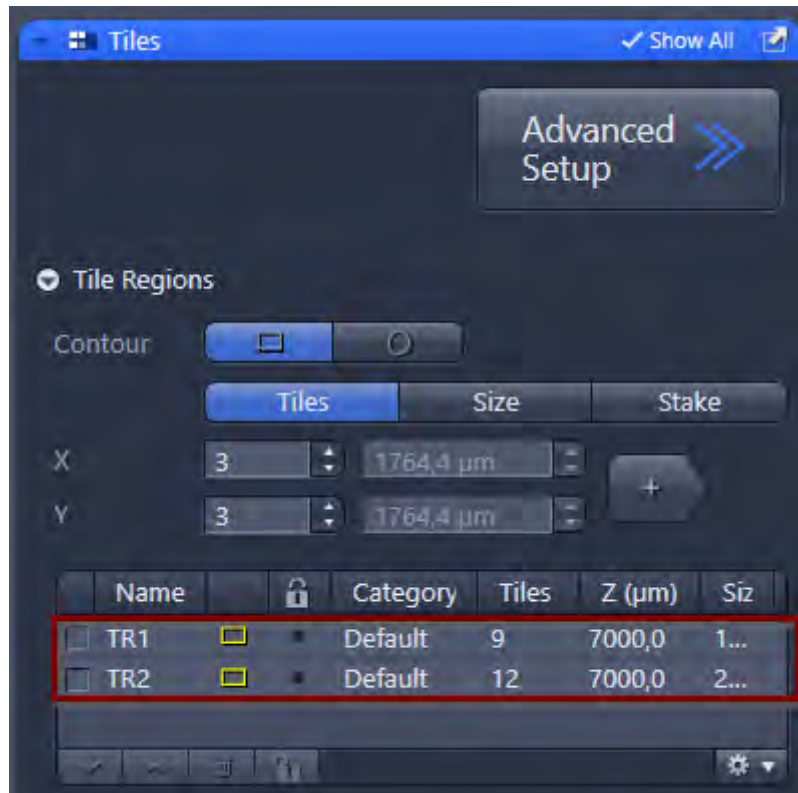 Tiles Show All
Advanced
Setup
Tile Regions
Contour
Tiles Size Stake
X 3 1764,4 µm
+
Y 3 1764,4 µm
Name Category Tiles Z (µm) Siz
TR1 Default 9 7000,0 1...
TR2 Default 12 7000,0 2...